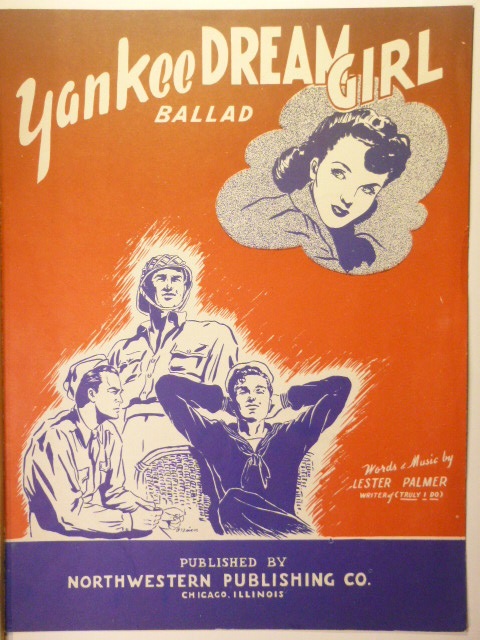 Yankee DREAM GIRL
BALLAD
Words & Music by
LESTER PALMER
WRITER of (TRULY I DO)
PUBLISHED BY
NORTHWESTERN PUBLISHING CO.
CHICAGO, ILLINOIS